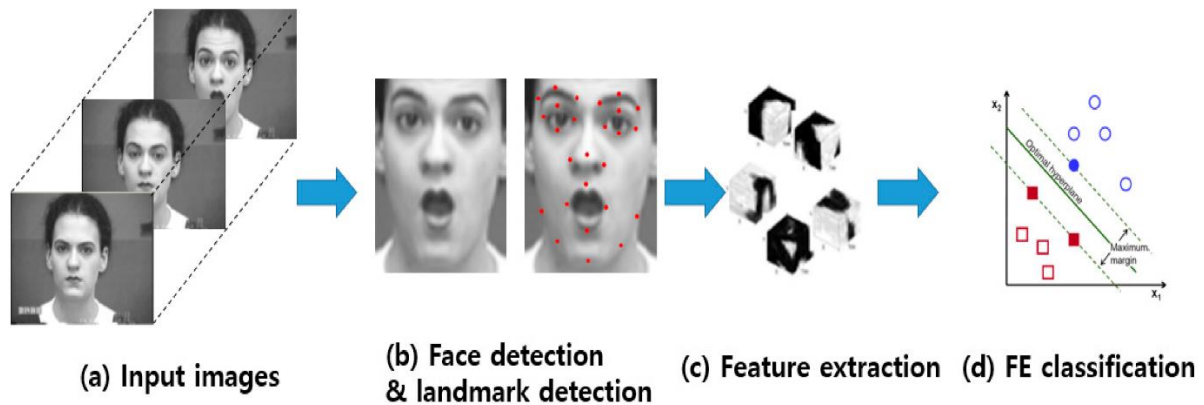 X₂
Optimal hyperplane
Maximum.
margin
X₁
(a) Input images
(b) Face detection
& landmark detection
(c) Feature extraction
(d) FE classification